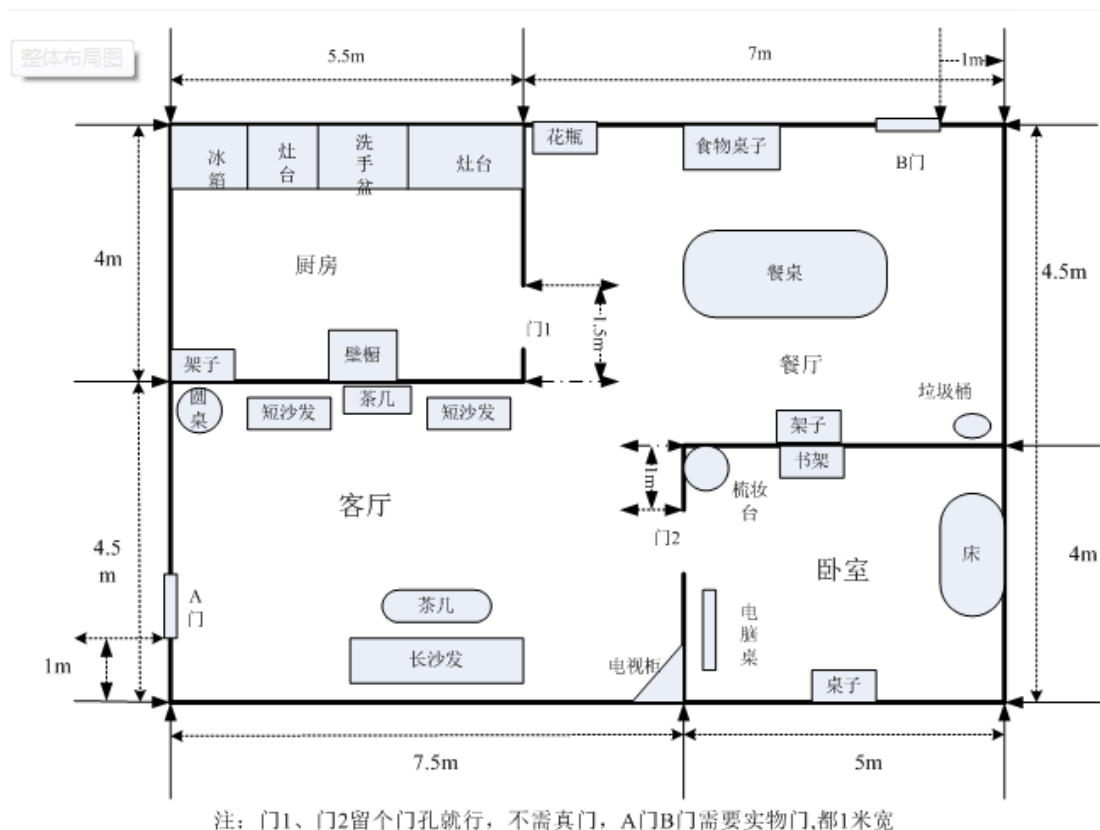 整体布局图
5.5m
7m
1m
冰箱
灶台
洗手盆
灶台
花瓶
食物桌子
B门
4m
厨房
餐桌
4.5m
门1
1.5m
架子
壁橱
餐厅
圆桌
短沙发
茶几
短沙发
垃圾桶
架子
书架
1m
梳妆台
客厅
门2
4.5m
床
4m
卧室
A门
茶几
电脑桌
1m
长沙发
电视柜
桌子
7.5m
5m
注：门1、门2留个门孔就行，不需真门，A门B门需要实物门,都1米宽